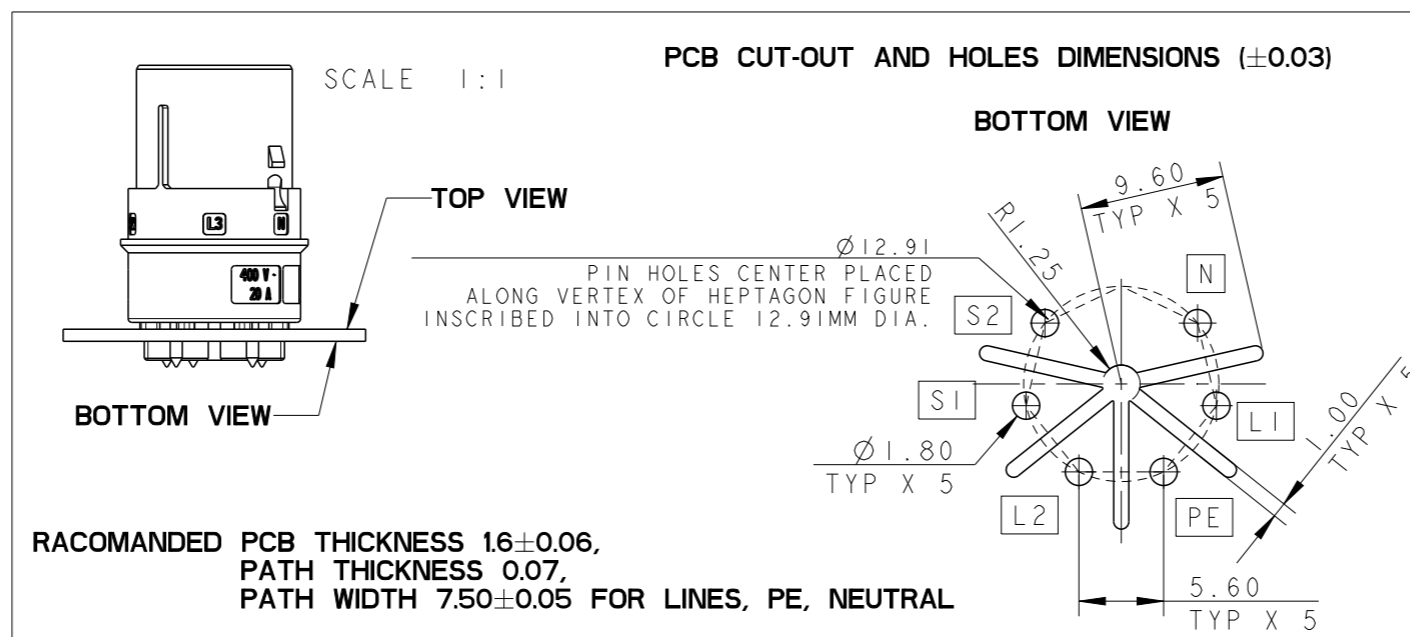 SCALE 1:1
PCB CUT-OUT AND HOLES DIMENSIONS (±0.03)
BOTTOM VIEW
TOP VIEW
L3
N
400 V~
20 A
BOTTOM VIEW
Ø12.91
PIN HOLES CENTER PLACED
ALONG VERTEX OF HEPTAGON FIGURE
INSCRIBED INTO CIRCLE 12.91MM DIA.
R1.25
9.60
TYP X 5
N
S2
S1
L1
Ø1.80
TYP X 5
1.00
TYP X 5
L2
PE
5.60
TYP X 5
RACOMANDED PCB THICKNESS 1.6±0.06,
PATH THICKNESS 0.07,
PATH WIDTH 7.50±0.05 FOR LINES, PE, NEUTRAL